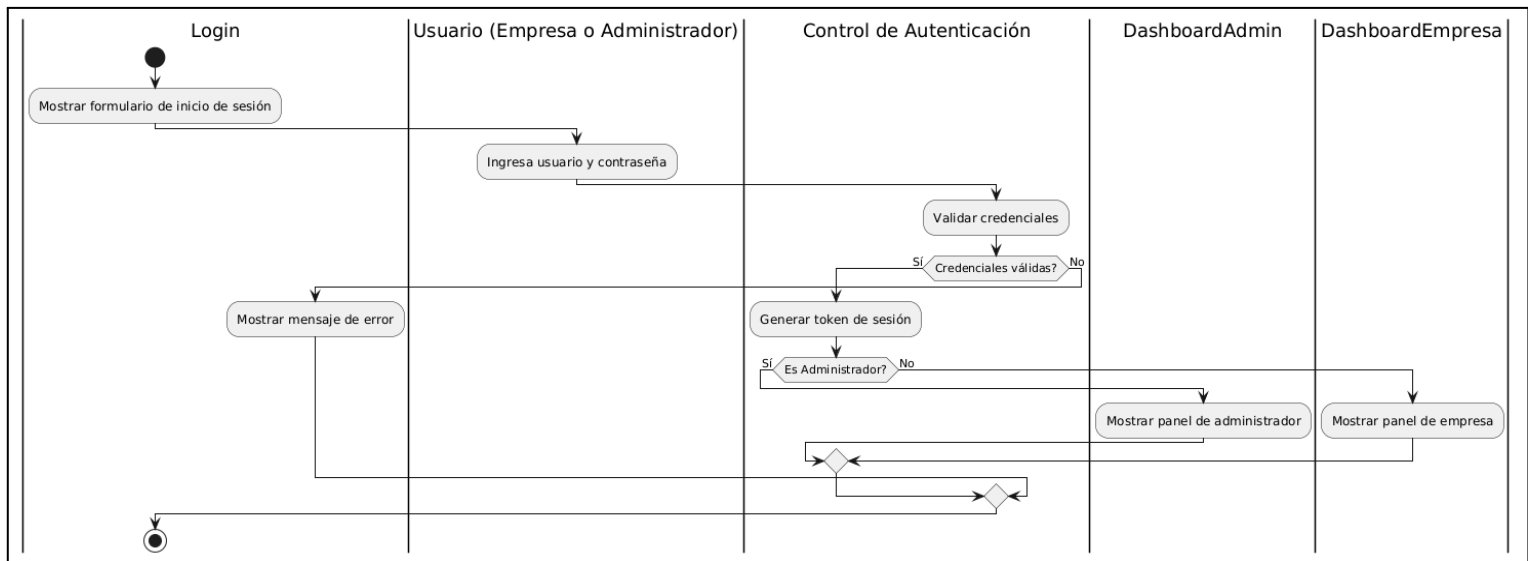 Login
Usuario (Empresa o Administrador)
Control de Autenticación
DashboardAdmin
DashboardEmpresa
Mostrar formulario de inicio de sesión
Ingresa usuario y contraseña
Validar credenciales
Sí
Credenciales válidas?
No
Mostrar mensaje de error
Generar token de sesión
Sí
Es Administrador?
No
Mostrar panel de administrador
Mostrar panel de empresa